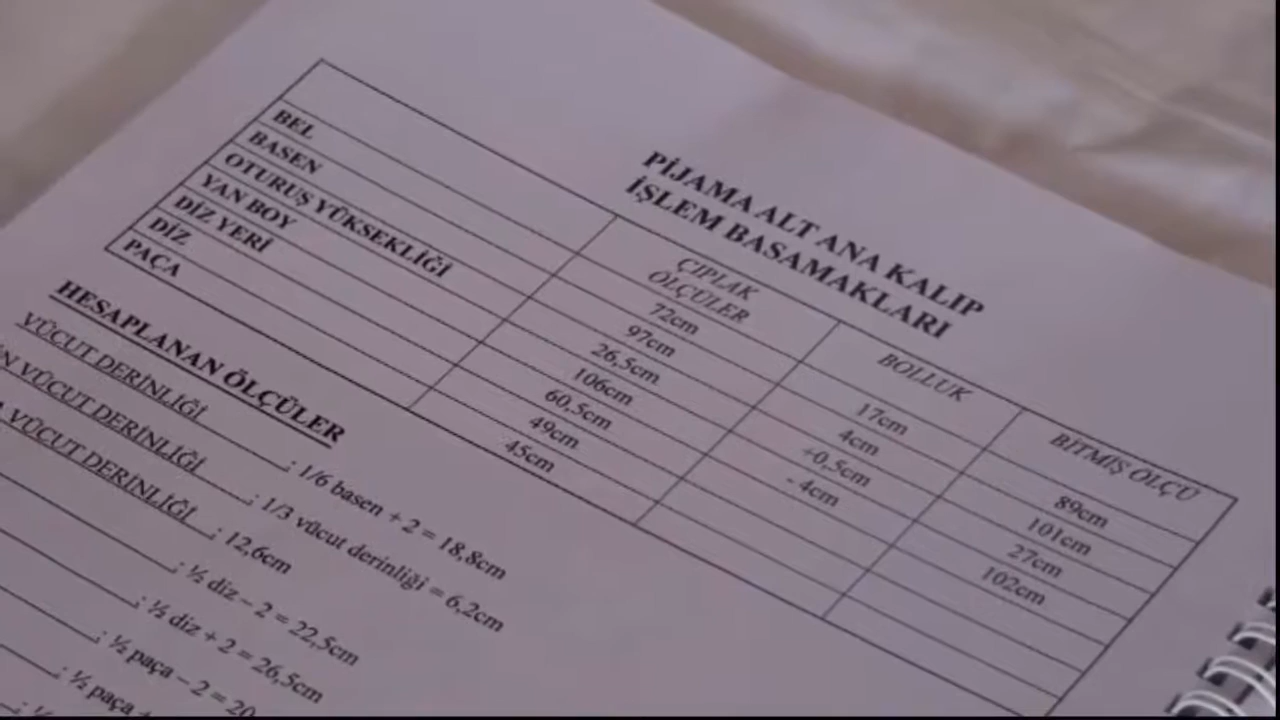 PİJAMA ALT ANA KALIP
İŞLEM BASAMAKLARI
ÇIPLAK ÖLÇÜLER BOLLUK BİTMİŞ ÖLÇÜ
BEL 72cm 17cm 89cm
BASEN 97cm 4cm 101cm
OTURUŞ YÜKSEKLİĞİ 26,5cm +0,5cm 27cm
YAN BOY 106cm - 4cm 102cm
DİZ YERİ 60,5cm
DİZ 49cm
PAÇA 45cm
HESAPLANAN ÖLÇÜLER
VÜCUT DERİNLİĞİ : 1/6 basen + 2 = 18,8cm
VÜCUT DERİNLİĞİ : 1/3 vücut derinliği = 6,2cm
VÜCUT DERİNLİĞİ : 12,6cm
: ½ diz – 2 = 22,5cm
: ½ diz + 2 = 26,5cm
: ½ paça – 2 = 20
: ½ paça +